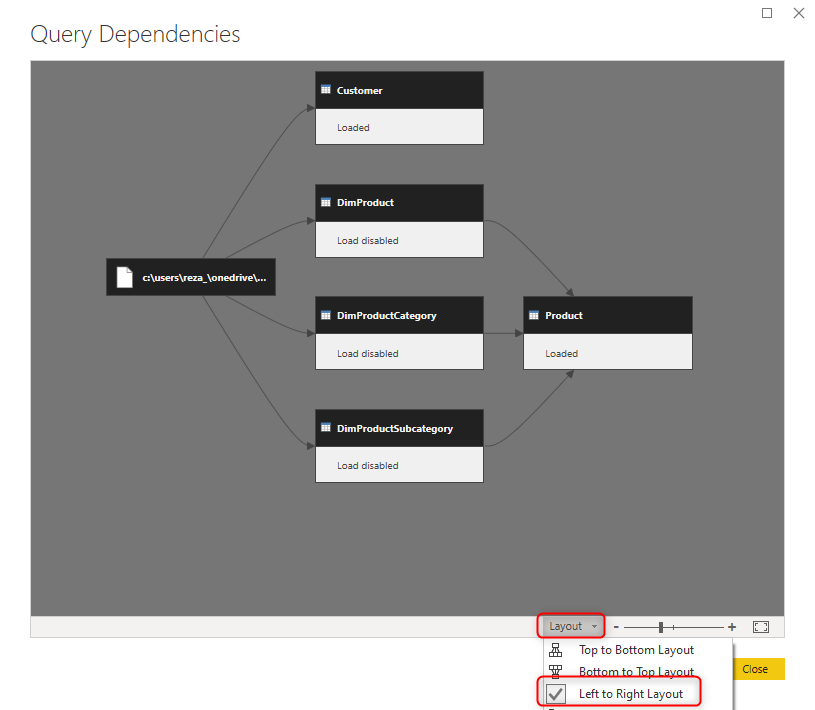 Query Dependencies
Customer
Loaded
DimProduct
Load disabled
c:\users\reza_\onedrive\...
DimProductCategory
Load disabled
Product
Loaded
DimProductSubcategory
Load disabled
Layout
Top to Bottom Layout
Bottom to Top Layout
Close
Left to Right Layout